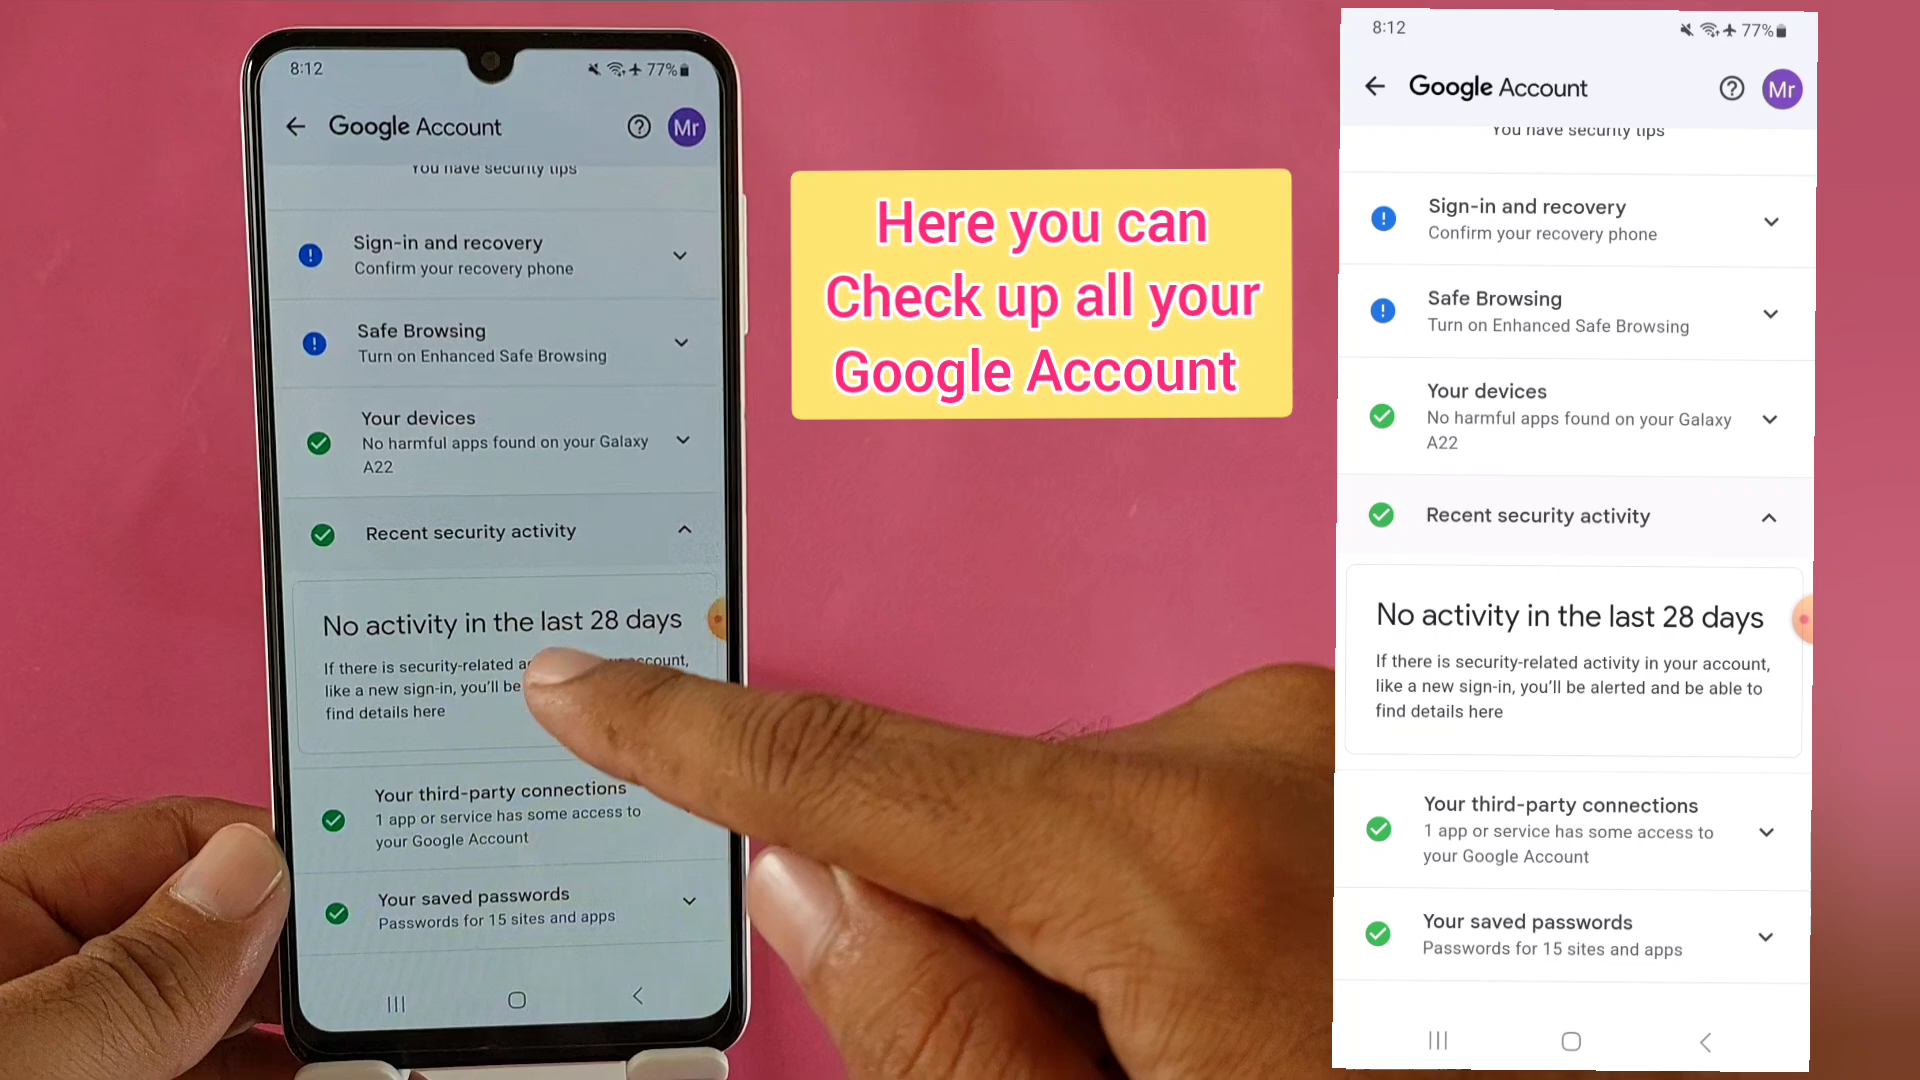 8:12
77%
Google Account
Mr
You have security tips
Sign-in and recovery
Confirm your recovery phone
Safe Browsing
Turn on Enhanced Safe Browsing
Your devices
No harmful apps found on your Galaxy
A22
Recent security activity
No activity in the last 28 days
If there is security-related account,
like a new sign-in, you'll be
find details here
Your third-party connections
1 app or service has some access to
your Google Account
Your saved passwords
Passwords for 15 sites and apps
Here you can
Check up all your
Google Account
8:12
77%
Google Account
Mr
You have security tips
Sign-in and recovery
Confirm your recovery phone
Safe Browsing
Turn on Enhanced Safe Browsing
Your devices
No harmful apps found on your Galaxy
A22
Recent security activity
No activity in the last 28 days
If there is security-related activity in your account,
like a new sign-in, you'll be alerted and be able to
find details here
Your third-party connections
1 app or service has some access to
your Google Account
Your saved passwords
Passwords for 15 sites and apps